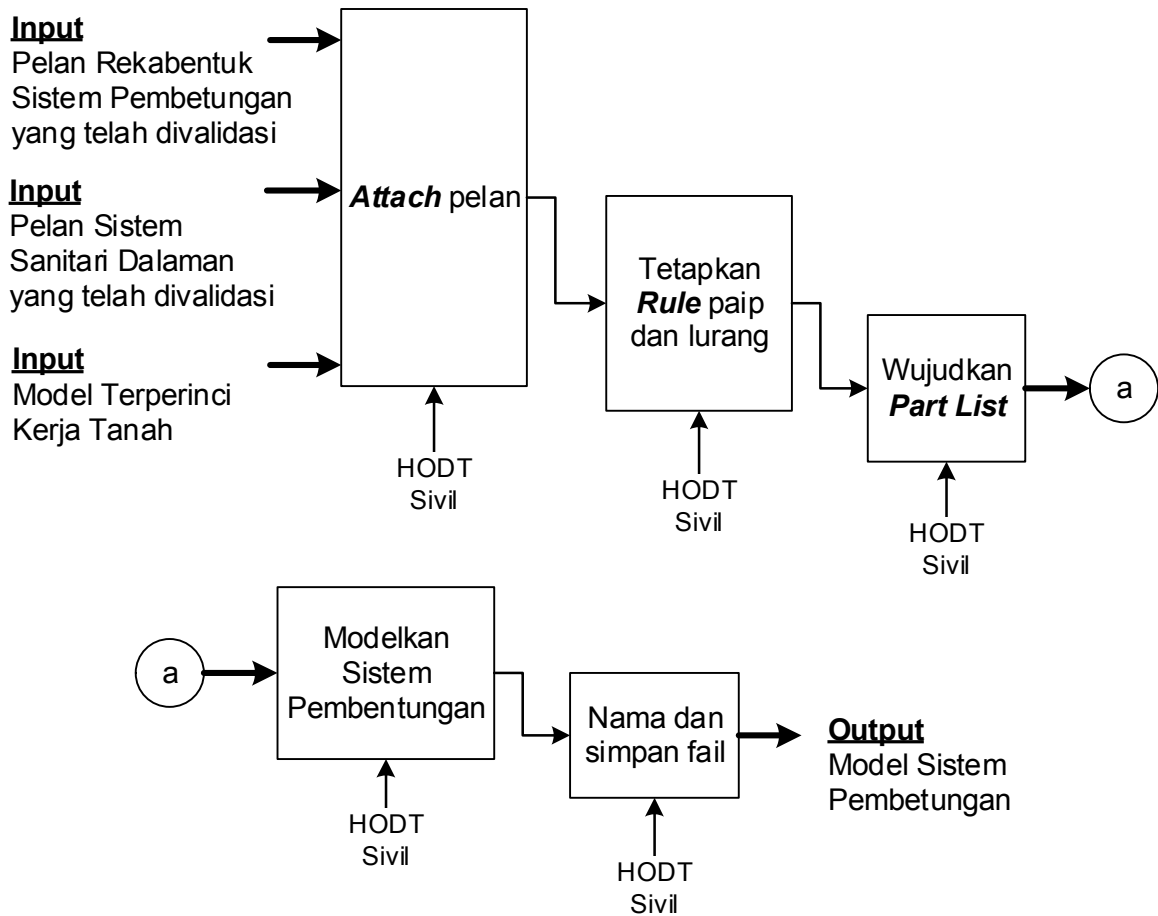 Input
Pelan Rekabentuk
Sistem Pembetungan
yang telah divalidasi
Input
Pelan Sistem
Sanitari Dalaman
yang telah divalidasi
Input
Model Terperinci
Kerja Tanah
Attach pelan
HODT
Sivil
Tetapkan
Rule paip
dan lurang
HODT
Sivil
Wujudkan
Part List
HODT
Sivil
a
a
Modelkan
Sistem
Pembentungan
HODT
Sivil
Nama dan
simpan fail
HODT
Sivil
Output
Model Sistem
Pembetungan